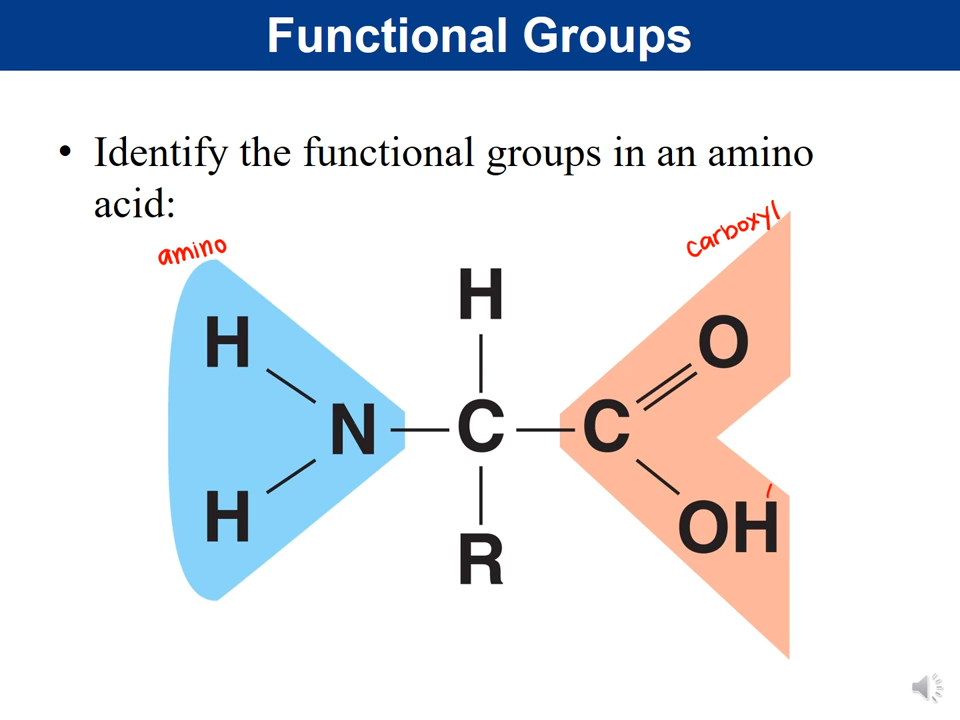 Functional Groups
• Identify the functional groups in an amino
acid:
amino
carboxyl
H
H
O
N
C
C
H
OH
R